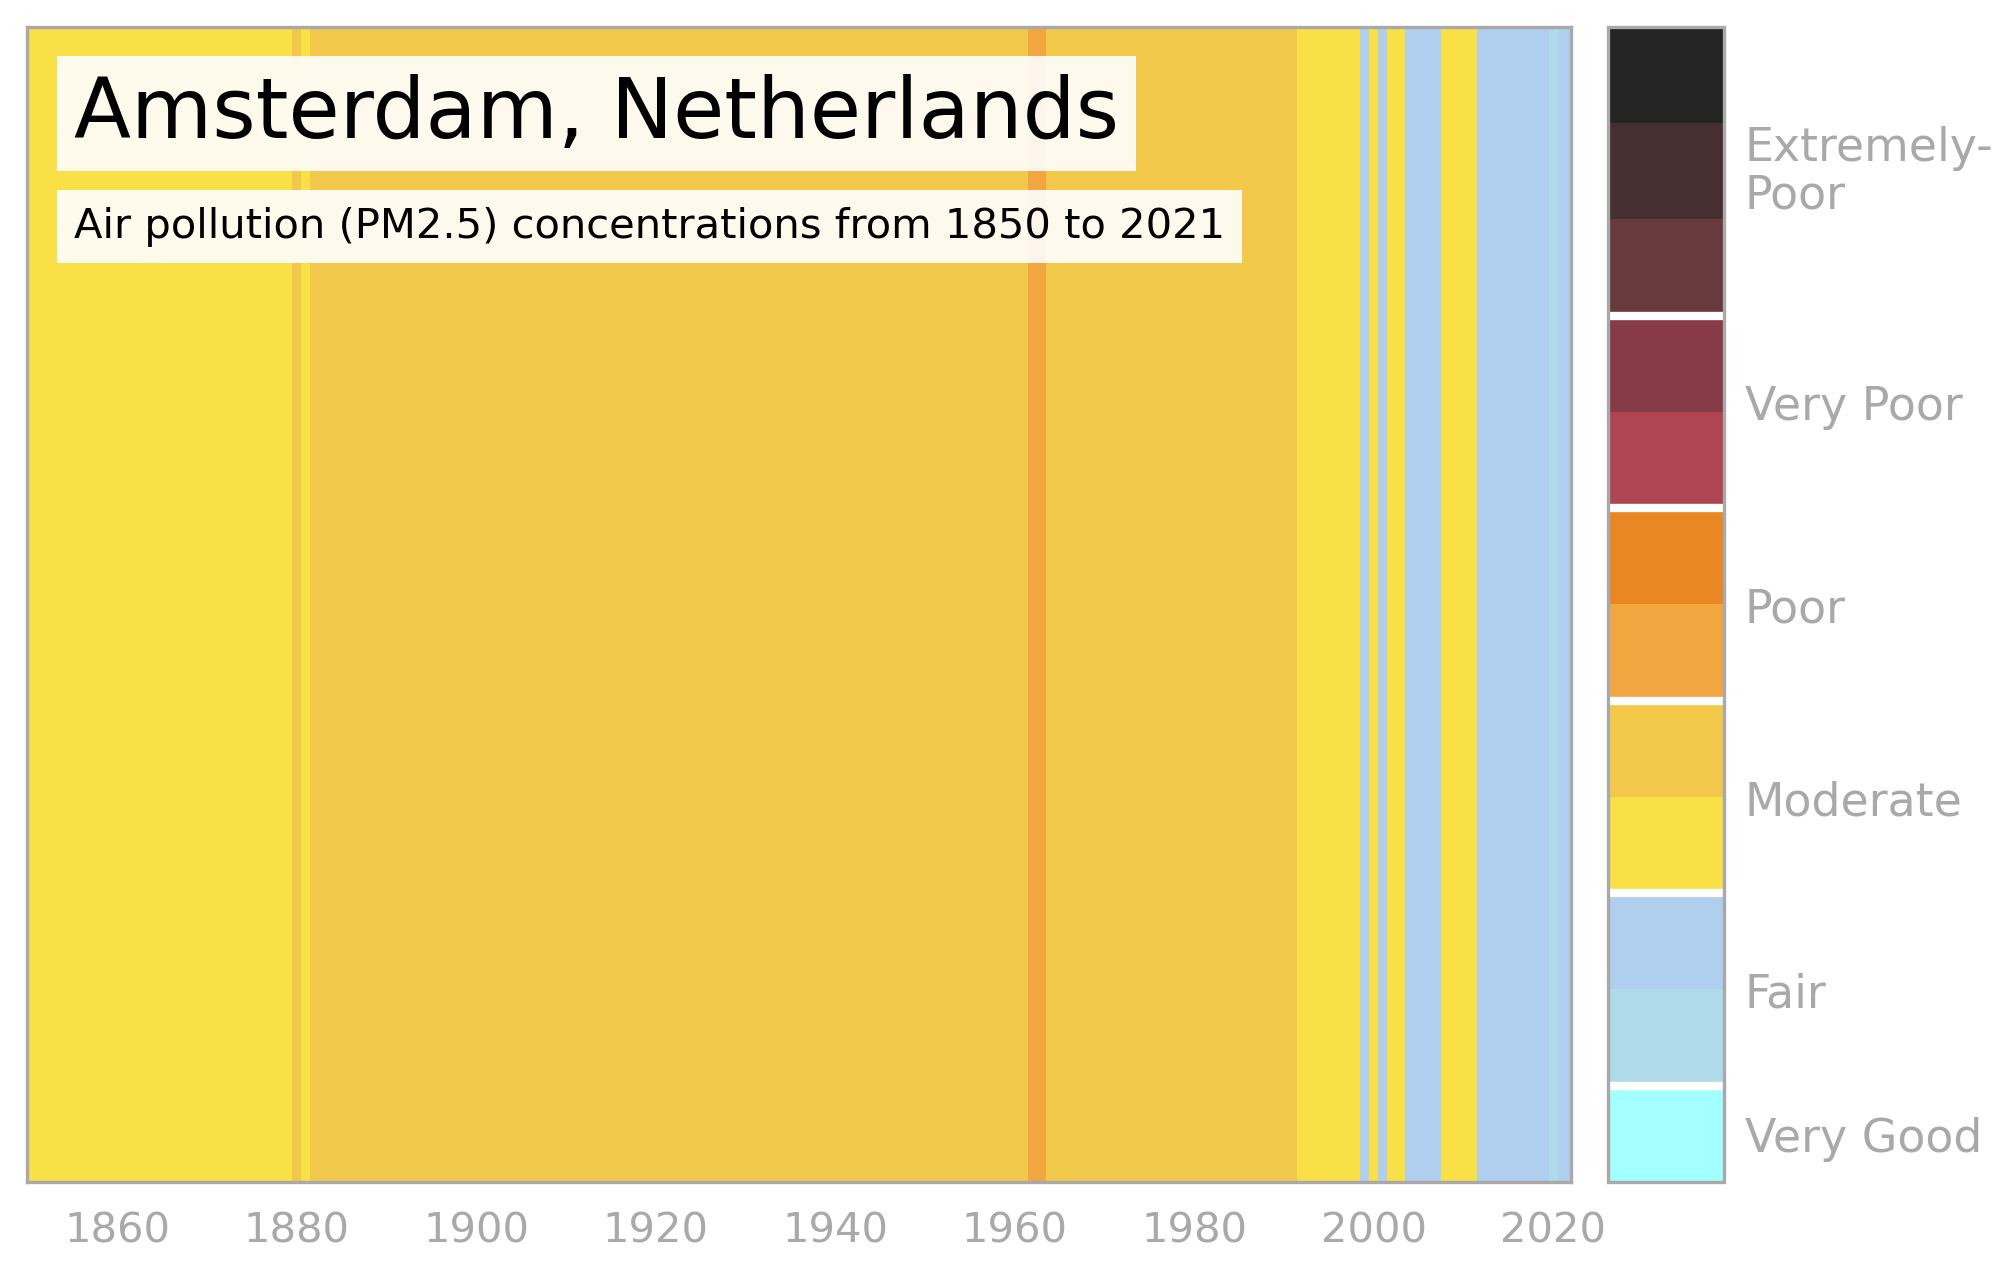 Amsterdam, Netherlands
Air pollution (PM2.5) concentrations from 1850 to 2021
Extremely-
Poor
Very Poor
Poor
Moderate
Fair
Very Good
1860 1880 1900 1920 1940 1960 1980 2000 2020